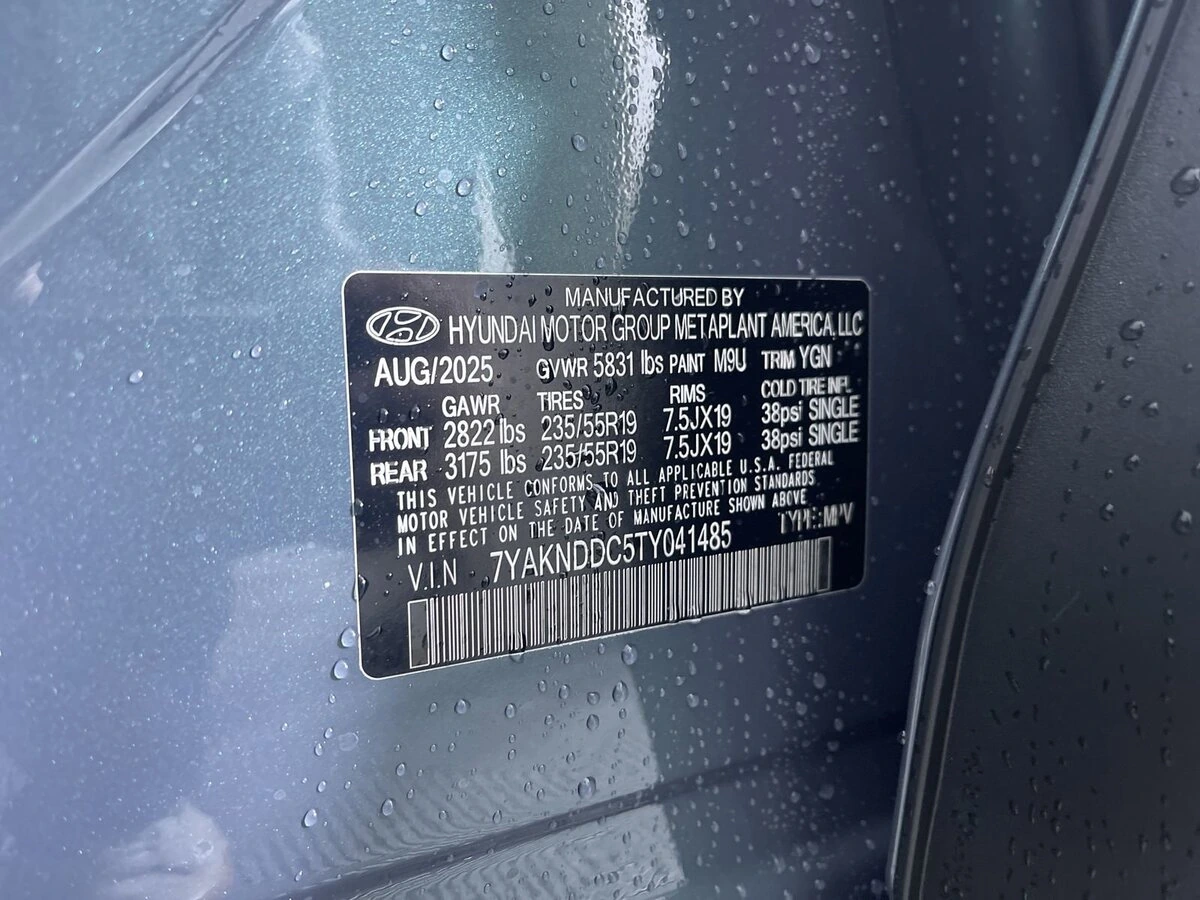 MANUFACTURED BY
HYUNDAI MOTOR GROUP METAPLANT AMERICA. LLC
AUG/2025 GVWR 5831 lbs PAINT M9U TRIM YGN
GAWR TIRES RIMS COLD TIRE INFL.
FRONT 2822 lbs 235/55R19 7.5JX19 38psi SINGLE
REAR 3175 lbs 235/55R19 7.5JX19 38psi SINGLE
THIS VEHICLE CONFORMS TO ALL APPLICABLE U.S.A. FEDERAL
MOTOR VEHICLE SAFETY AND THEFT PREVENTION STANDARDS
IN EFFECT ON THE DATE OF MANUFACTURE SHOWN ABOVE
V.I.N 7YAKNDDC5TY041485 TYPE:MPV